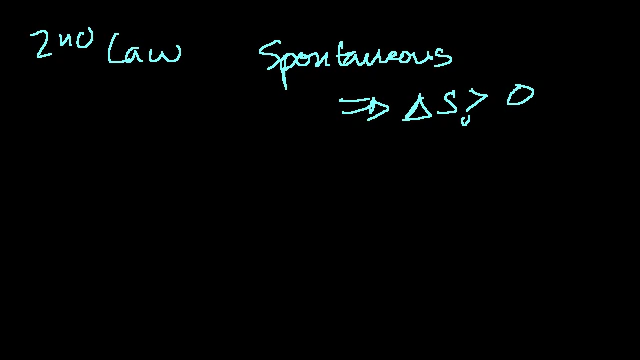 2nd Law Spontaneous
⇒ ΔS > 0